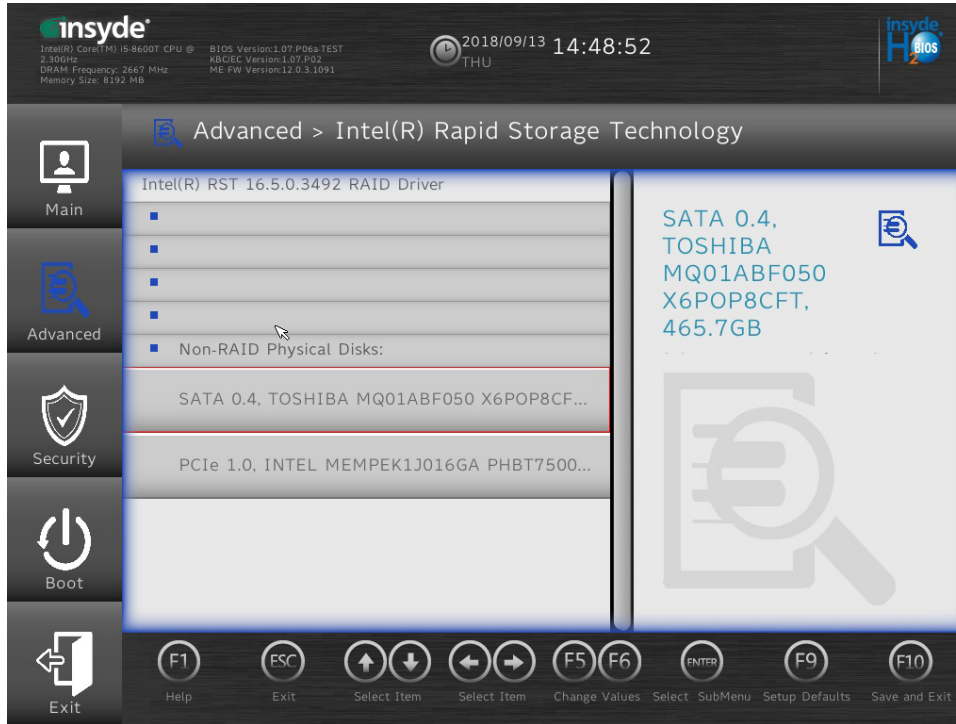 insyde
Intel(R) Core(TM) i5-8600T CPU @
2.30GHz
DRAM Frequency: 2667 MHz
Memory Size: 8192 MB
BIOS Version:1.07.P06a-TEST
KBC/EC Version:1.07.P02
ME FW Version:12.0.3.1091
2018/09/13 14:48:52
THU
insyde
H2O BIOS
Advanced > Intel(R) Rapid Storage Technology
Main
Advanced
Security
Boot
Exit
Intel(R) RST 16.5.0.3492 RAID Driver
Non-RAID Physical Disks:
SATA 0.4, TOSHIBA MQ01ABF050 X6POP8CF...
PCIe 1.0, INTEL MEMPEK1J016GA PHBT7500...
SATA 0.4,
TOSHIBA
MQ01ABF050
X6POP8CFT,
465.7GB
F1
Help
ESC
Exit
Select Item
Select Item
F5 F6
Change Values
ENTER
Select SubMenu
F9
Setup Defaults
F10
Save and Exit